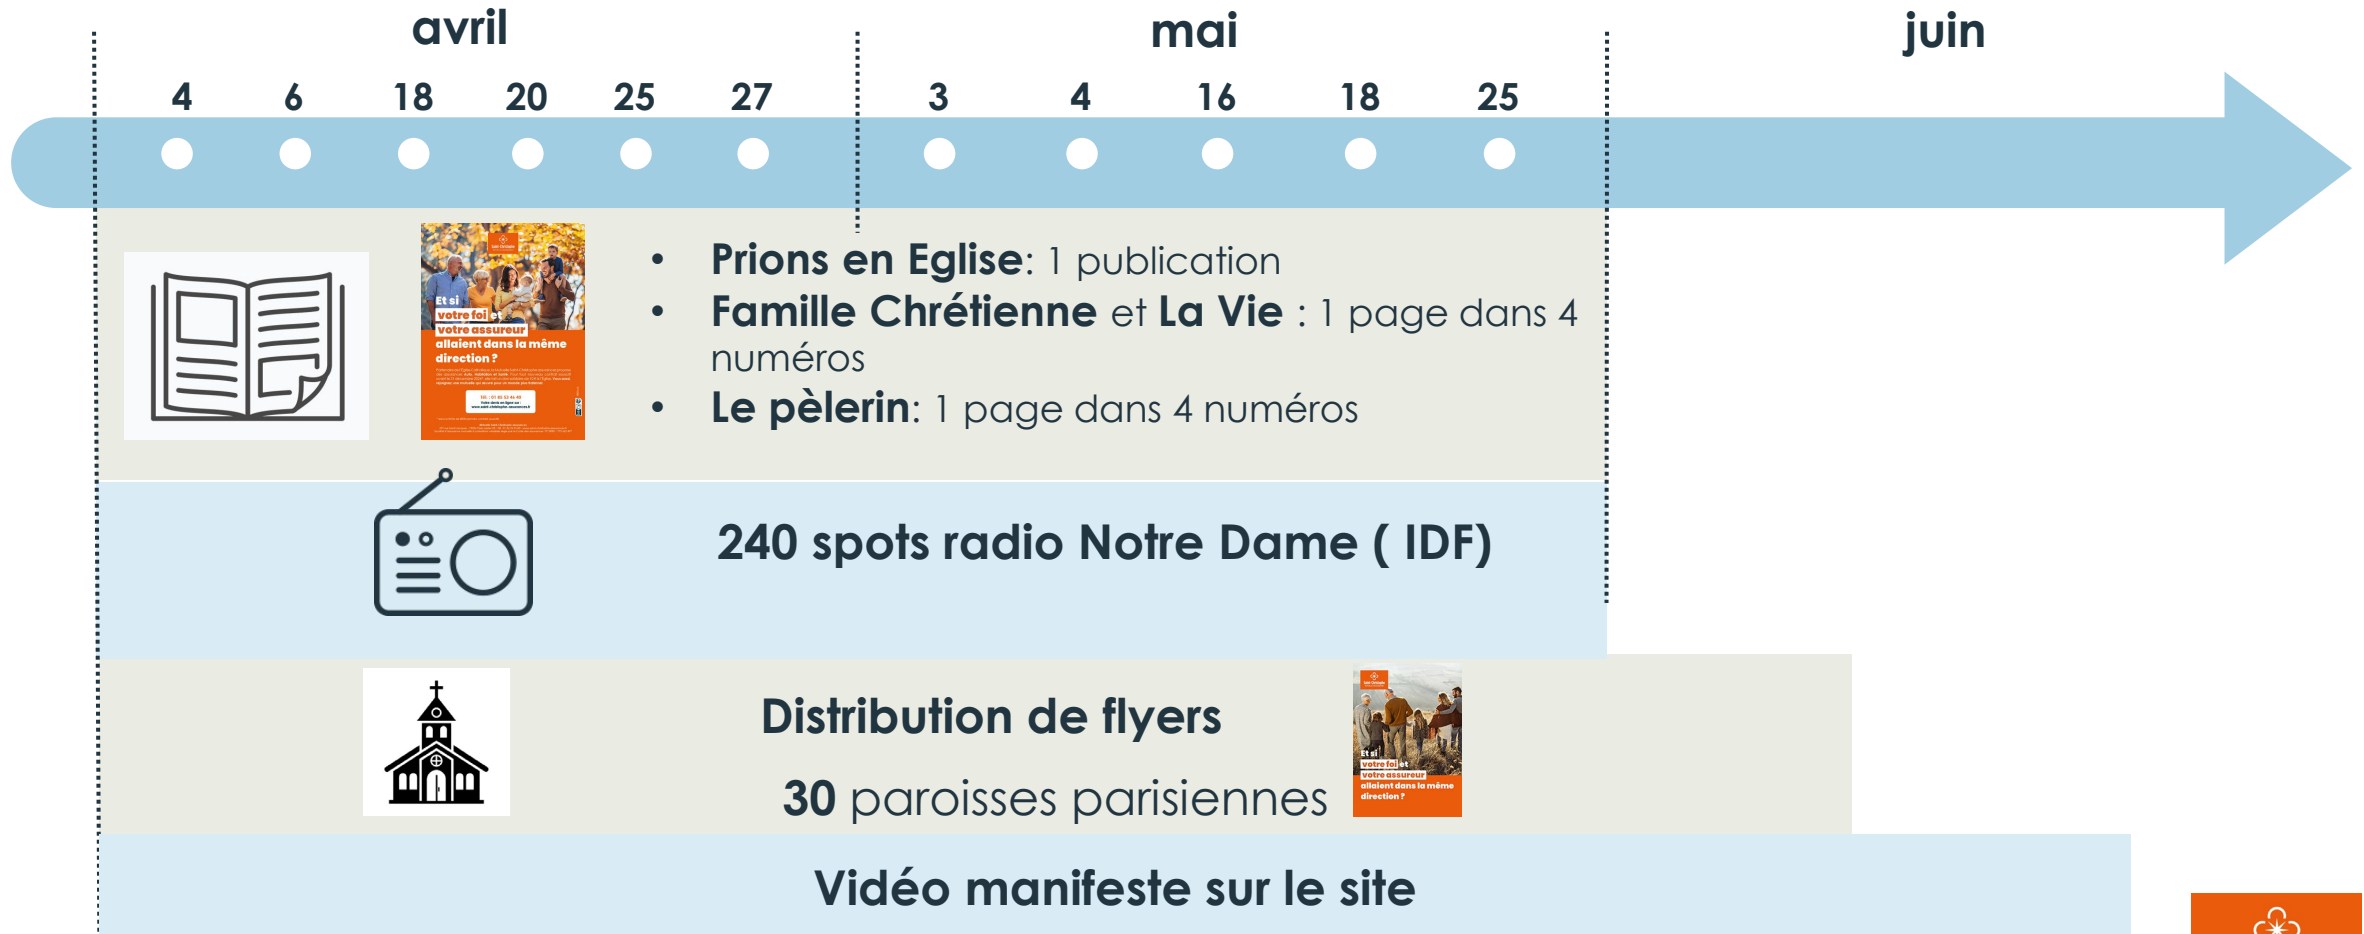 avril mai juin
4 6 18 20 25 27 3 4 16 18 25
• Prions en Eglise: 1 publication
• Famille Chrétienne et La Vie : 1 page dans 4
numéros
• Le pèlerin: 1 page dans 4 numéros
Et si
votre foi et
votre assureur
allaient dans la même
direction ?
240 spots radio Notre Dame ( IDF)
Distribution de flyers
30 paroisses parisiennes
Et si
votre foi et
votre assureur
allaient dans la même
direction ?
Vidéo manifeste sur le site